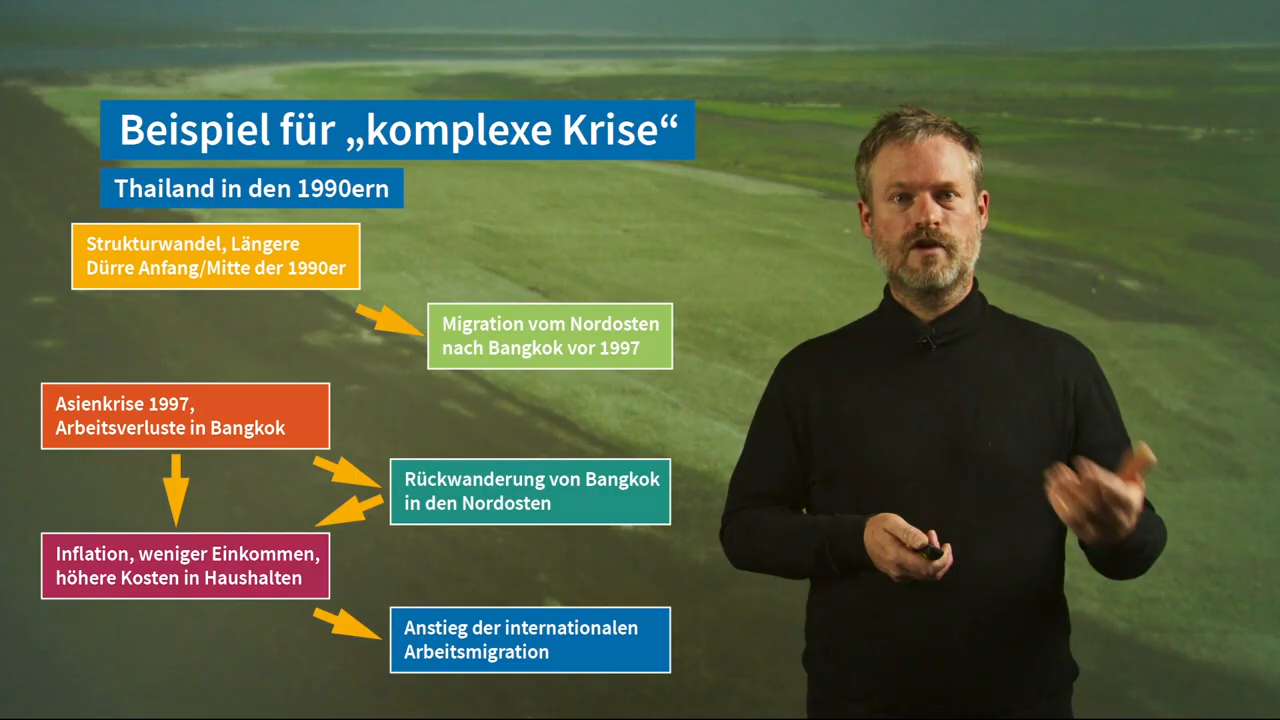 Beispiel für „komplexe Krise“
Thailand in den 1990ern
Strukturwandel, Längere
Dürre Anfang/Mitte der 1990er
Migration vom Nordosten
nach Bangkok vor 1997
Asienkrise 1997,
Arbeitsverluste in Bangkok
Rückwanderung von Bangkok
in den Nordosten
Inflation, weniger Einkommen,
höhere Kosten in Haushalten
Anstieg der internationalen
Arbeitsmigration